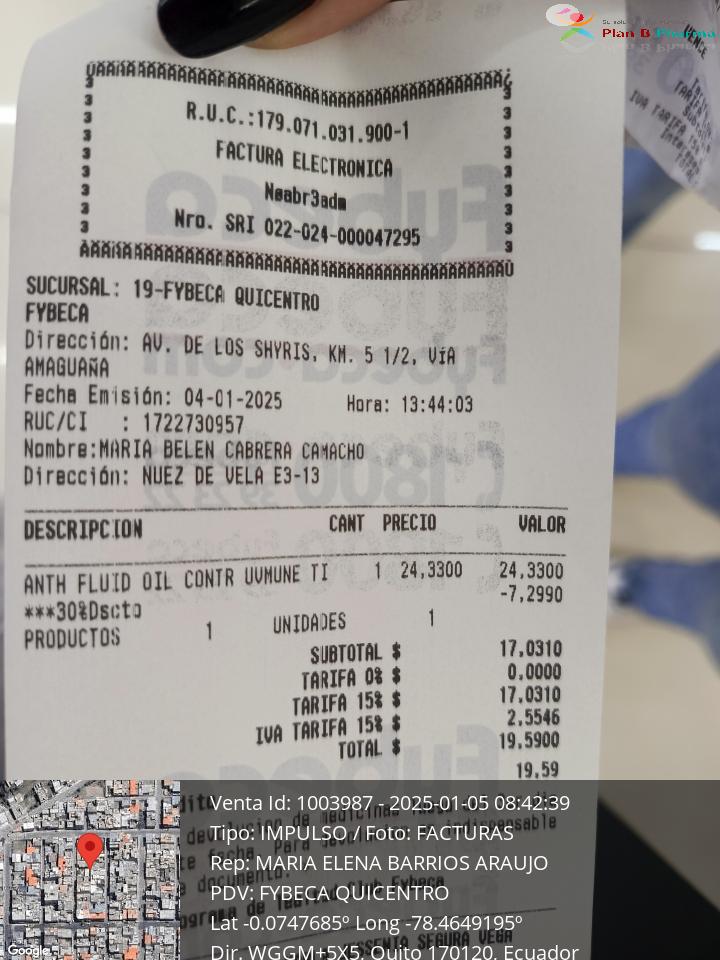 Plan B Pharma
R.U.C.:179.071.031.900-1
FACTURA ELECTRONICA
Nøabr3adm
Nro. SRI 022-024-000047295
SUCURSAL: 19-FYBECA QUICENTRO
FYBECA
Dirección: AV. DE LOS SHYRIS, KM. 5 1/2, VíA
AMAGUAñA
Fecha Emisión: 04-01-2025 Hora: 13:44:03
RUC/CI : 1722730957
Nombre:MARIA BELEN CABRERA CAMACHO
Dirección: NUEZ DE VELA E3-13
DESCRIPCION CANT PRECIO VALOR
ANTH FLUID OIL CONTR UVMUNE TI 1 24,3300 24,3300
***30%Dscto -7,2990
PRODUCTOS 1 UNIDADES 1
SUBTOTAL $ 17,0310
TARIFA 0% $ 0,0000
TARIFA 15% $ 17,0310
IVA TARIFA 15% $ 2,5546
TOTAL $ 19,5900
19,59
Venta Id: 1003987 - 2025-01-05 08:42:39
Tipo: IMPULSO / Foto: FACTURAS
Rep: MARIA ELENA BARRIOS ARAUJO
PDV: FYBECA QUICENTRO
Lat -0.0747685º Long -78.4649195º
Dir. WGGM+5X5, Quito 170120, Ecuador
Google